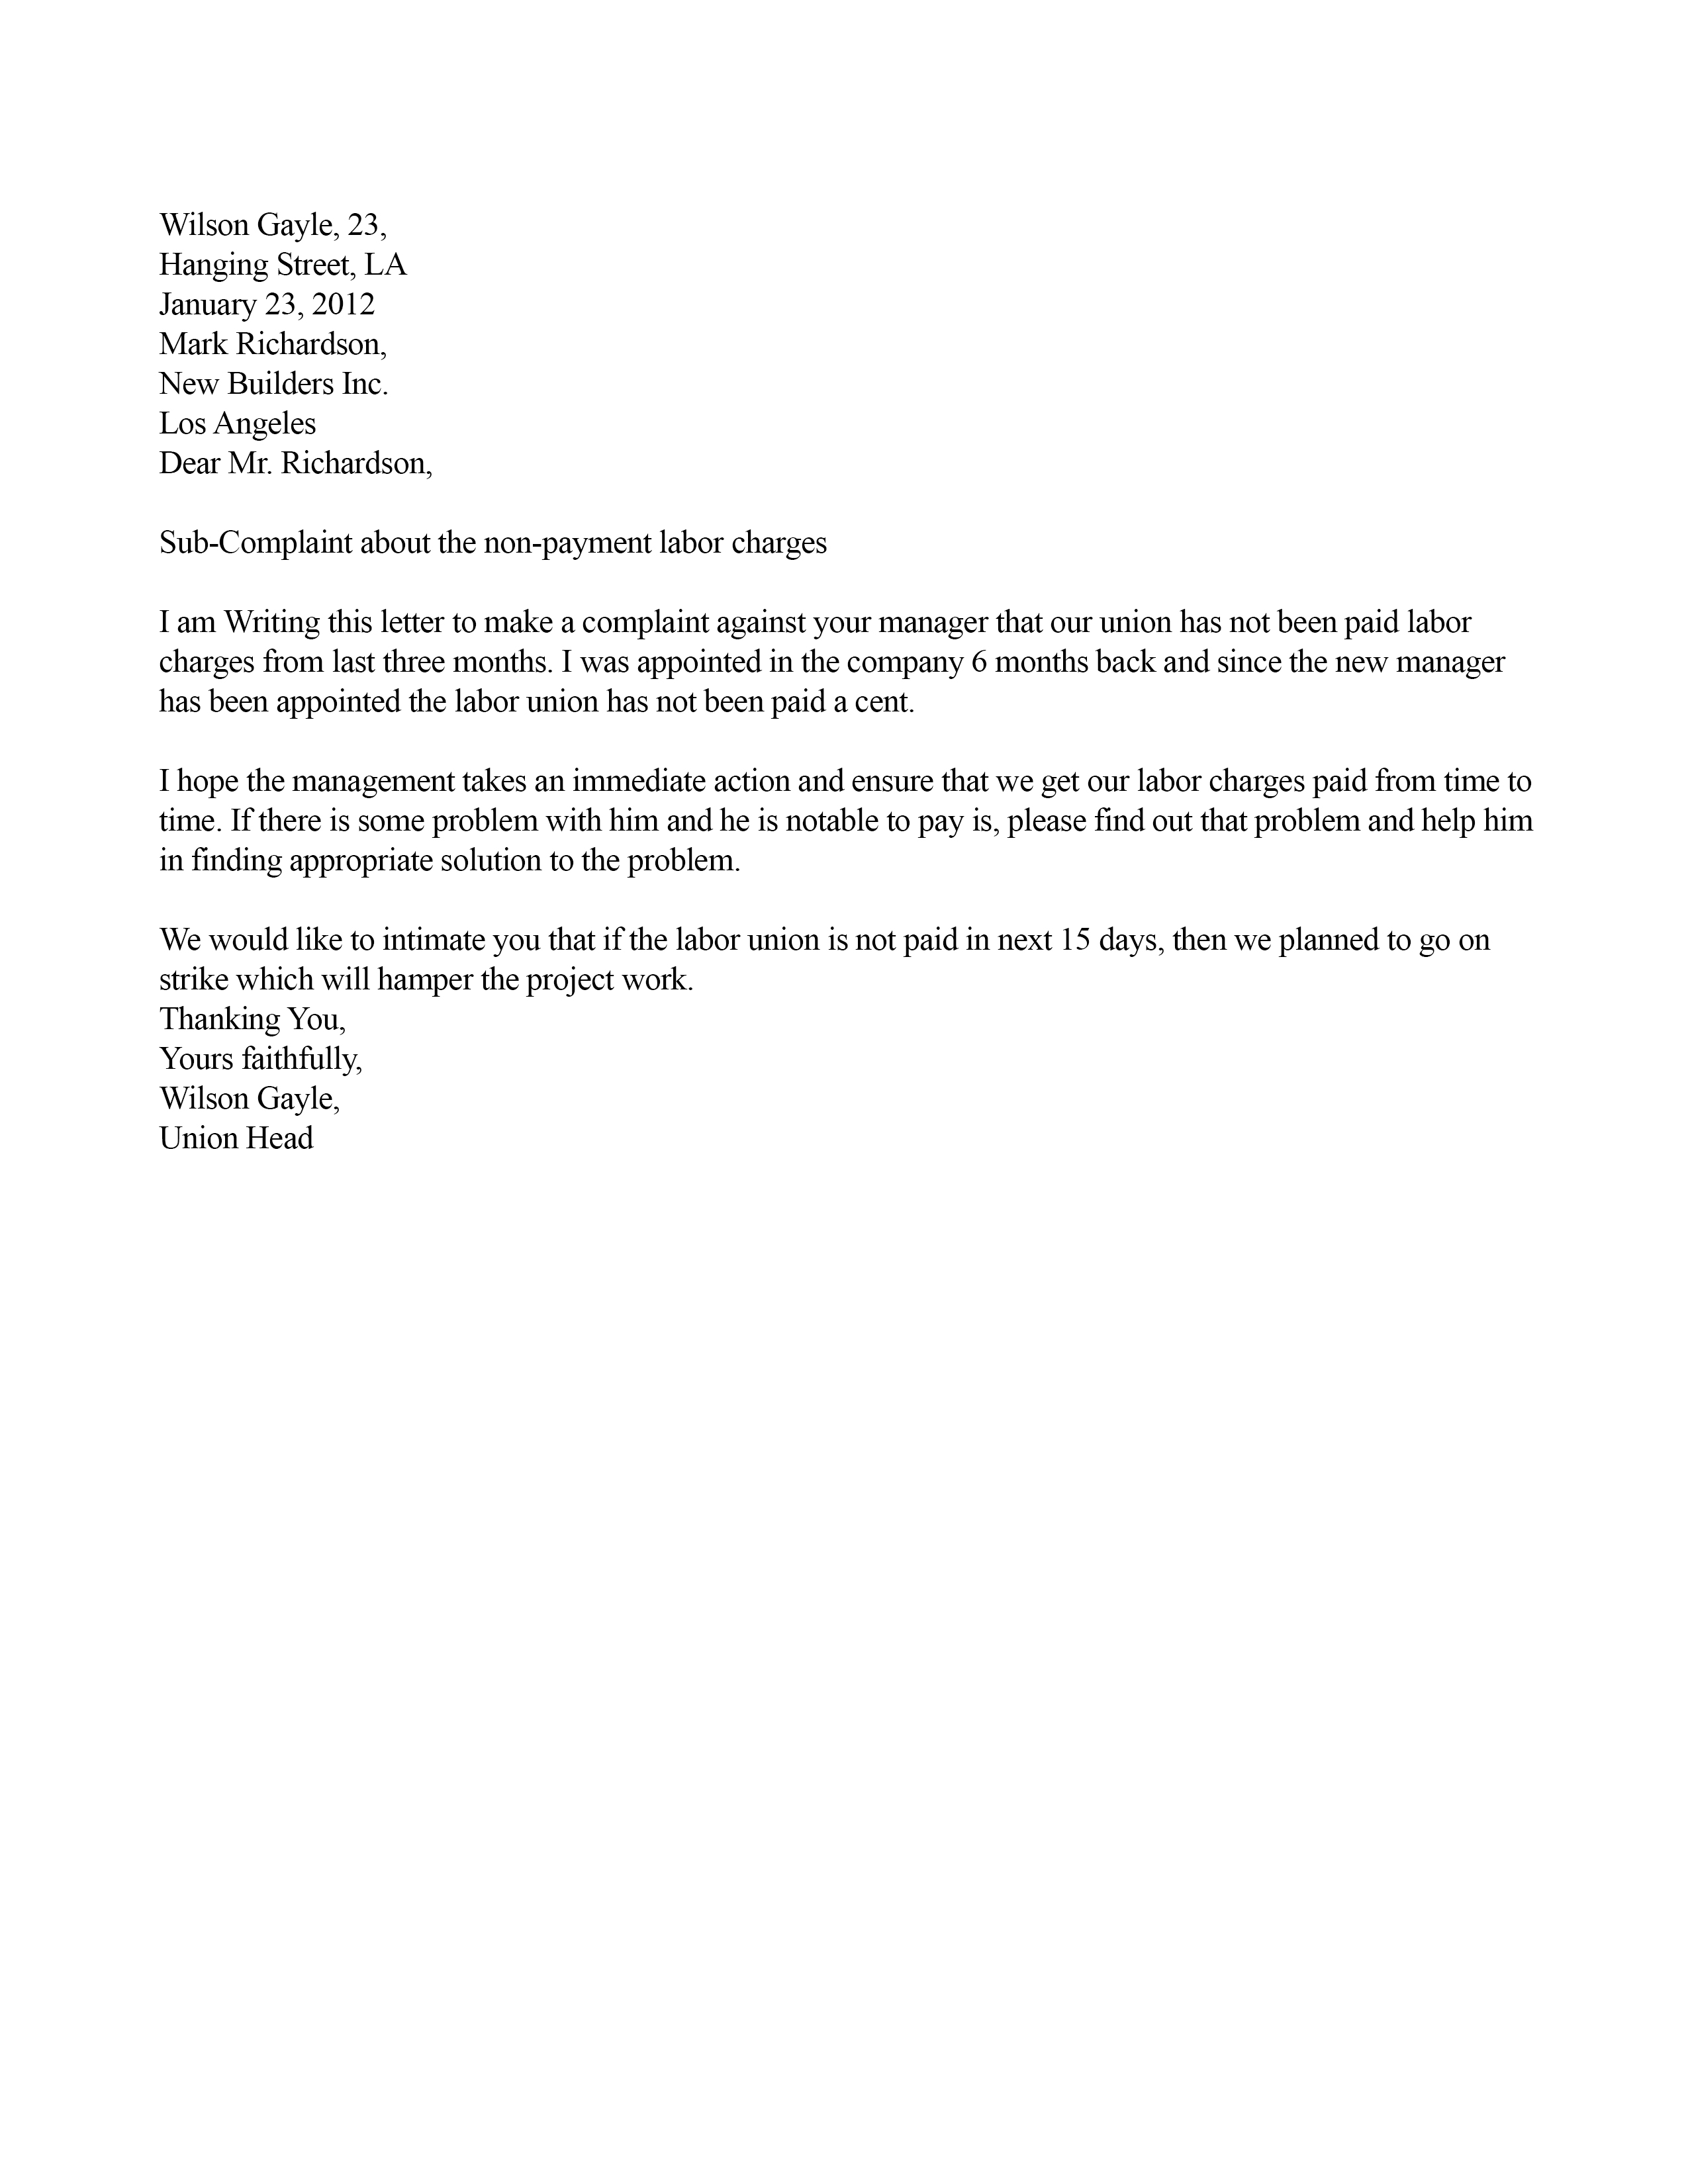 Wilson Gayle, 23,
Hanging Street, LA
January 23, 2012
Mark Richardson,
New Builders Inc.
Los Angeles
Dear Mr. Richardson,
Sub-Complaint about the non-payment labor charges
I am Writing this letter to make a complaint against your manager that our union has not been paid labor
charges from last three months. I was appointed in the company 6 months back and since the new manager
has been appointed the labor union has not been paid a cent.
I hope the management takes an immediate action and ensure that we get our labor charges paid from time to
time. If there is some problem with him and he is notable to pay is, please find out that problem and help him
in finding appropriate solution to the problem.
We would like to intimate you that if the labor union is not paid in next 15 days, then we planned to go on
strike which will hamper the project work.
Thanking You,
Yours faithfully,
Wilson Gayle,
Union Head